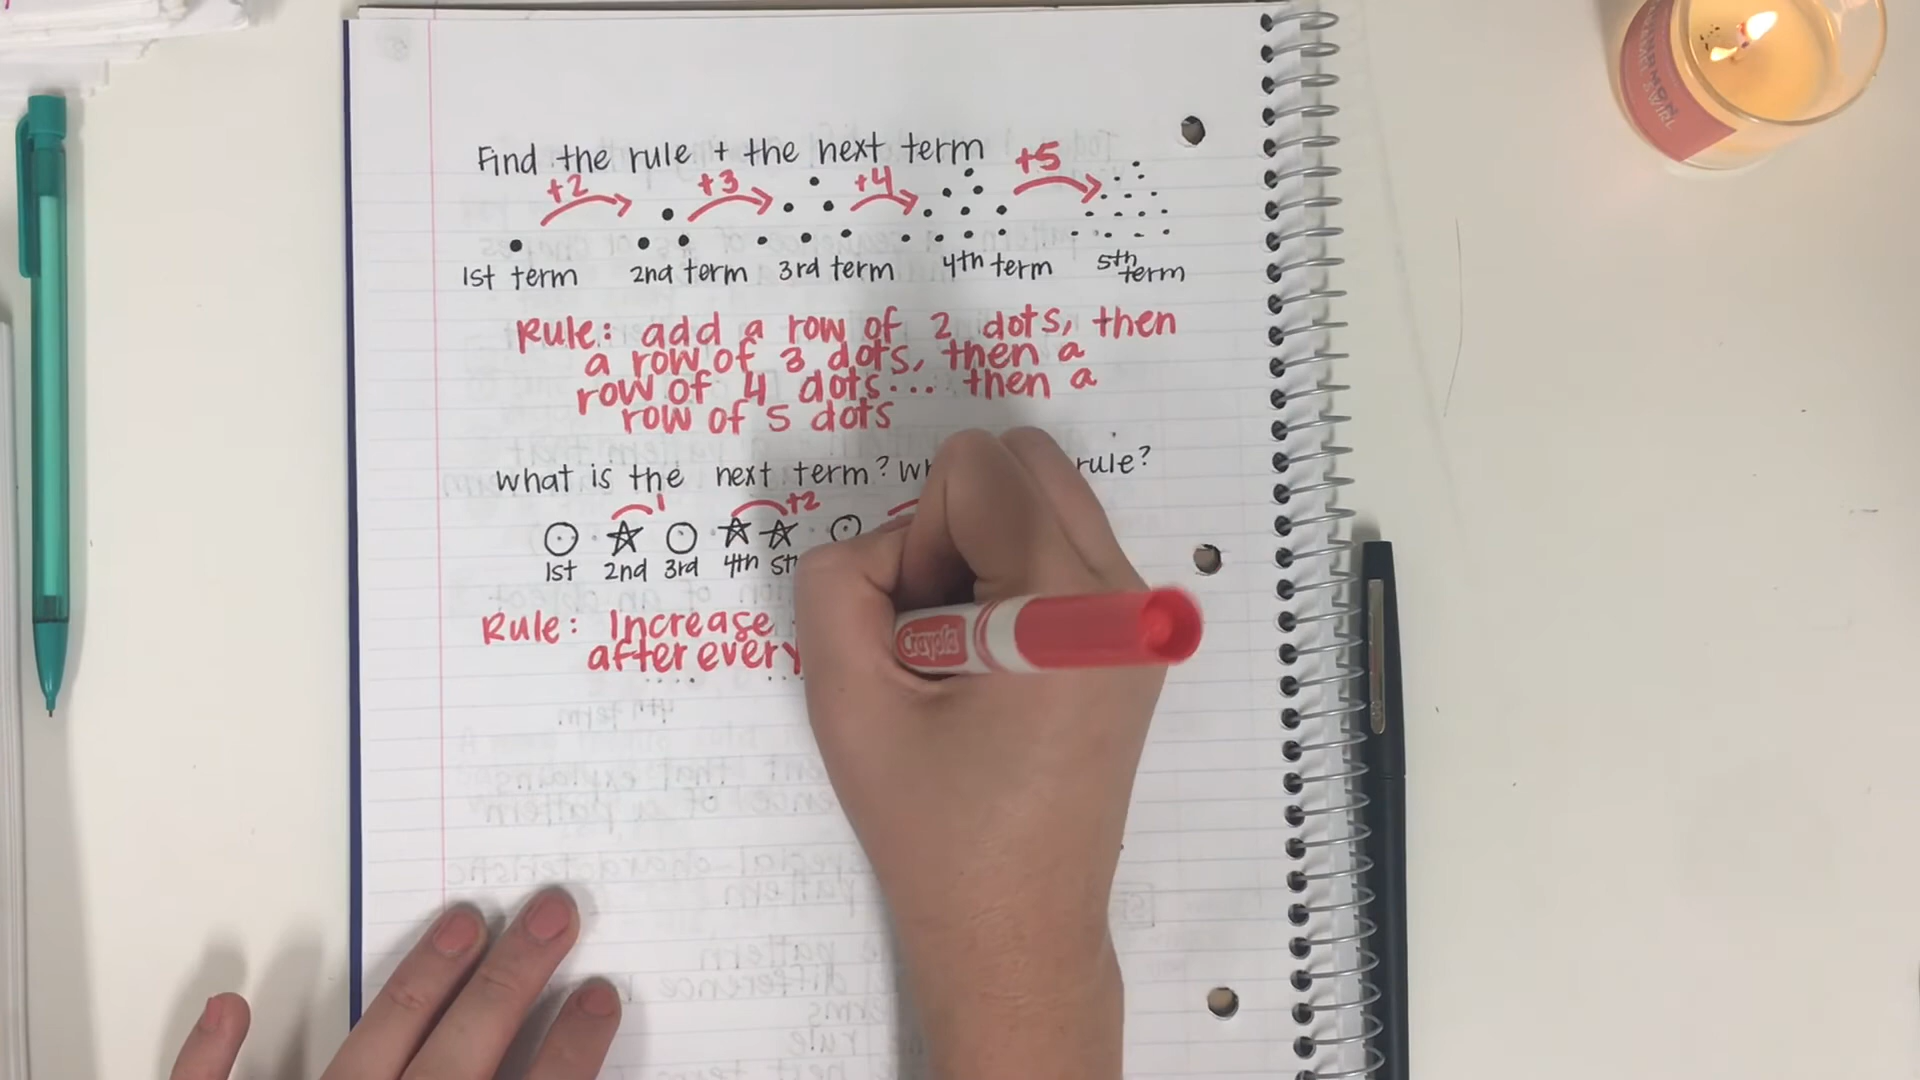 Find the rule + the next term
+2 +3 +4 +5
1st term 2nd term 3rd term 4th term 5th term
Rule: add a row of 2 dots, then
a row of 3 dots, then a
row of 4 dots... then a
row of 5 dots
what is the next term? rule?
1 +2
1st 2nd 3rd 4th 5th
Rule: Increase
after every
Crayola
SWIRL